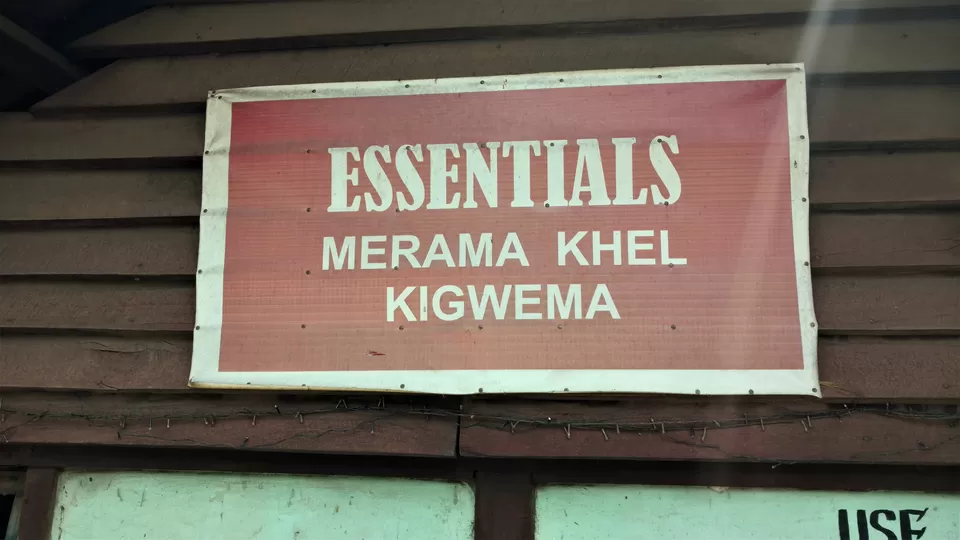 ESSENTIALS
MERAMA KHEL
KIGWEMA
USE